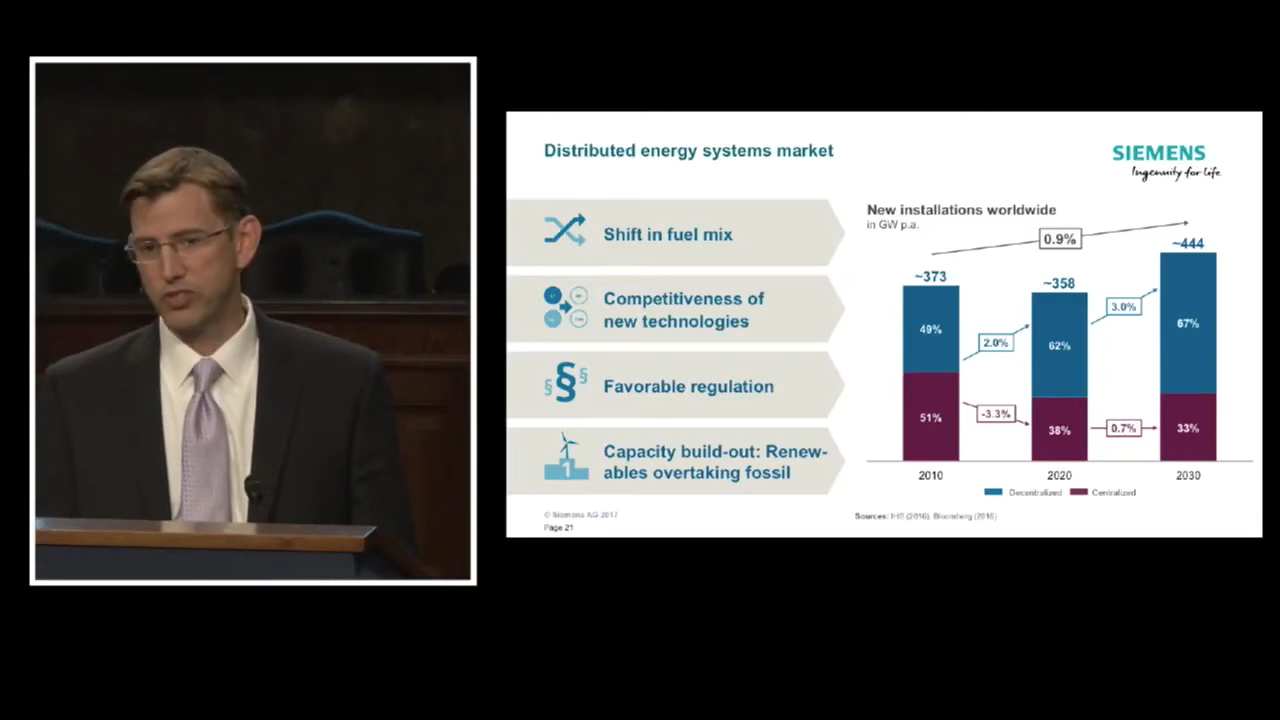 Distributed energy systems market
SIEMENS
Ingenuity for life
Shift in fuel mix
Competitiveness of
new technologies
§ § §
Favorable regulation
1
Capacity build-out: Renew-
ables overtaking fossil
New installations worldwide
in GW p.a.
0.9%
~373
~358
~444
49%
2.0%
62%
3.0%
67%
51%
-3.3%
38%
0.7%
33%
2010
2020
2030
Decentralized
Centralized
© Siemens AG 2017
Page 21
Sources: IHS (2016), Bloomberg (2016)